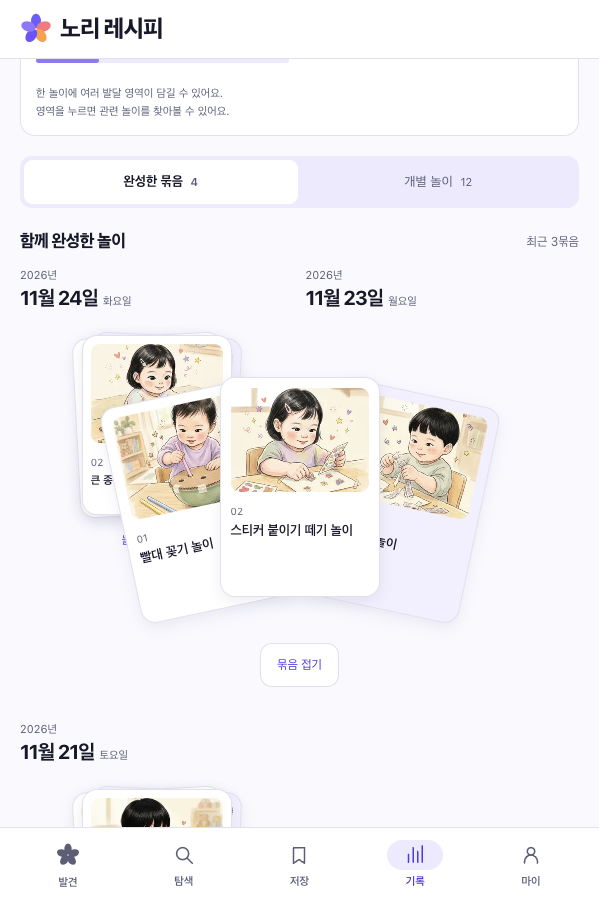 노리 레시피
한 놀이에 여러 발달 영역이 담길 수 있어요.
영역을 누르면 관련 놀이를 찾아볼 수 있어요.
완성한 묶음 4
개별 놀이 12
함께 완성한 놀이
최근 3묶음
2026년
11월 24일 화요일
2026년
11월 23일 월요일
02
큰 종
01
빨대 꽂기 놀이
02
스티커 붙이기 떼기 놀이
놀이
묶음 접기
2026년
11월 21일 토요일
발견
탐색
저장
기록
마이